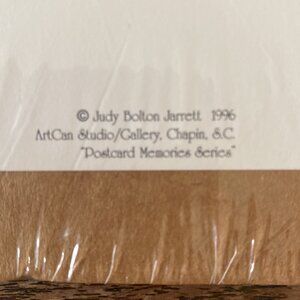 © Judy Bolton Jarrett 1996
ArtCan Studio/Gallery, Chapin, S.C.
"Postcard Memories Series"